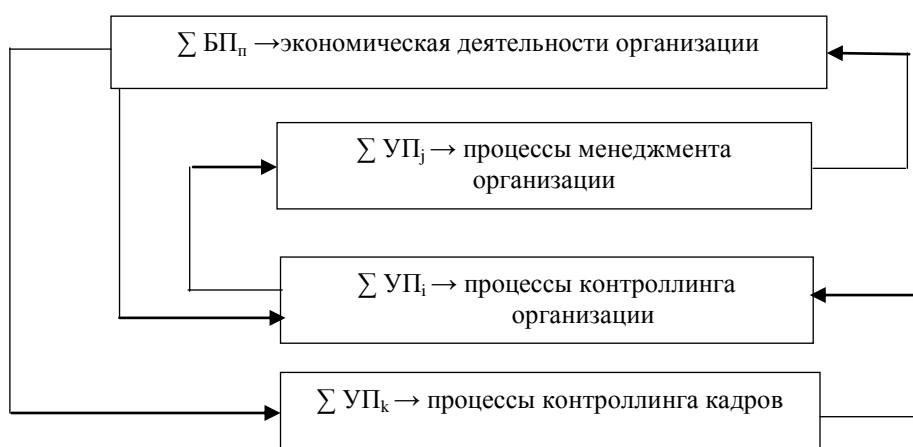 ∑ БПп →экономическая деятельности организации
∑ УПj → процессы менеджмента
организации
∑ УПi → процессы контроллинга
организации
∑ УПk → процессы контроллинга кадров